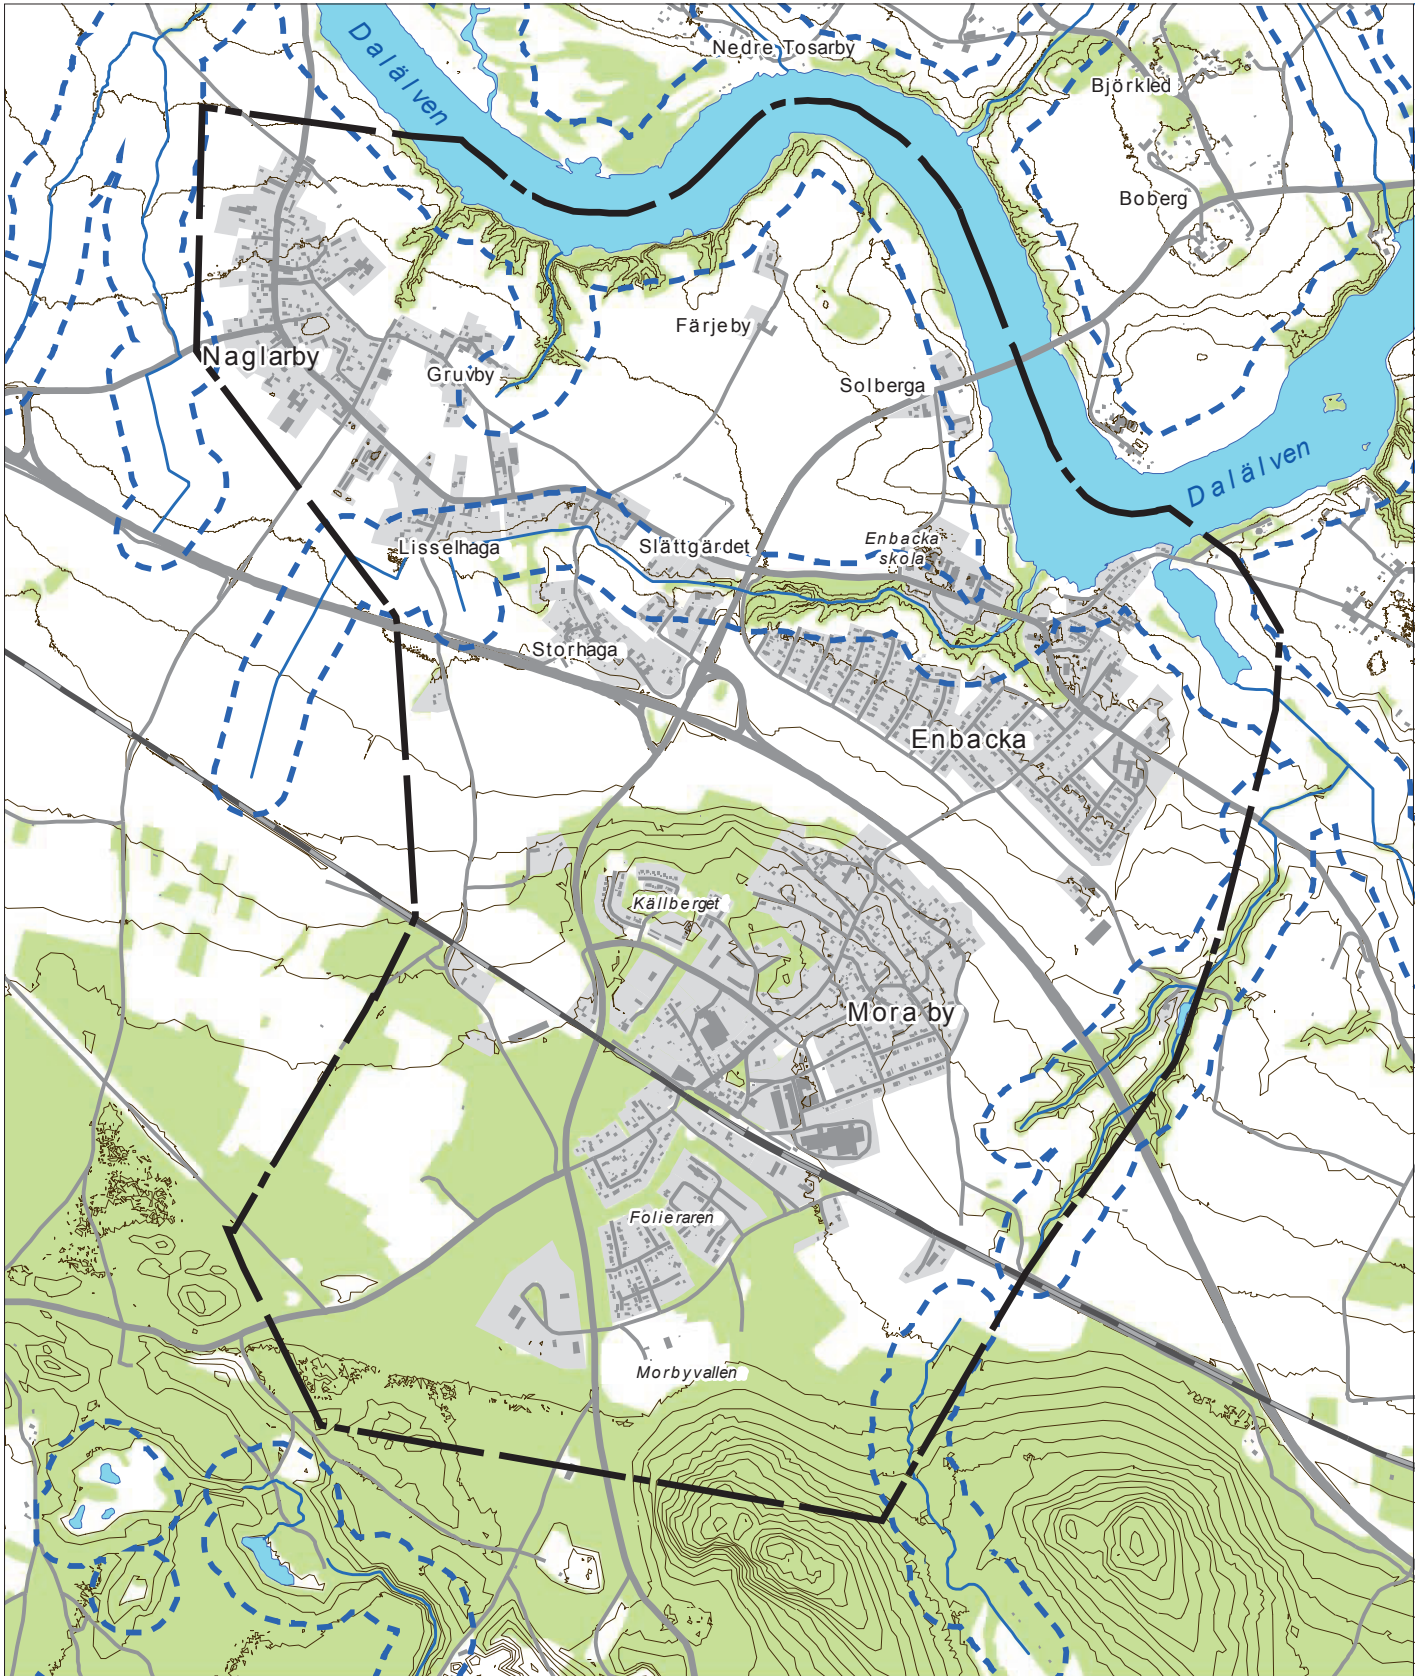 Nedre Tosarby
Dalälven
Björkled
Boberg
Färjeby
Naglarby
Gruvby
Solberga
Dalälven
Enbacka
skola
Lisselhaga
Slättgärdet
Storhaga
Enbacka
Källberget
Mora by
Folieraren
Morbyvallen